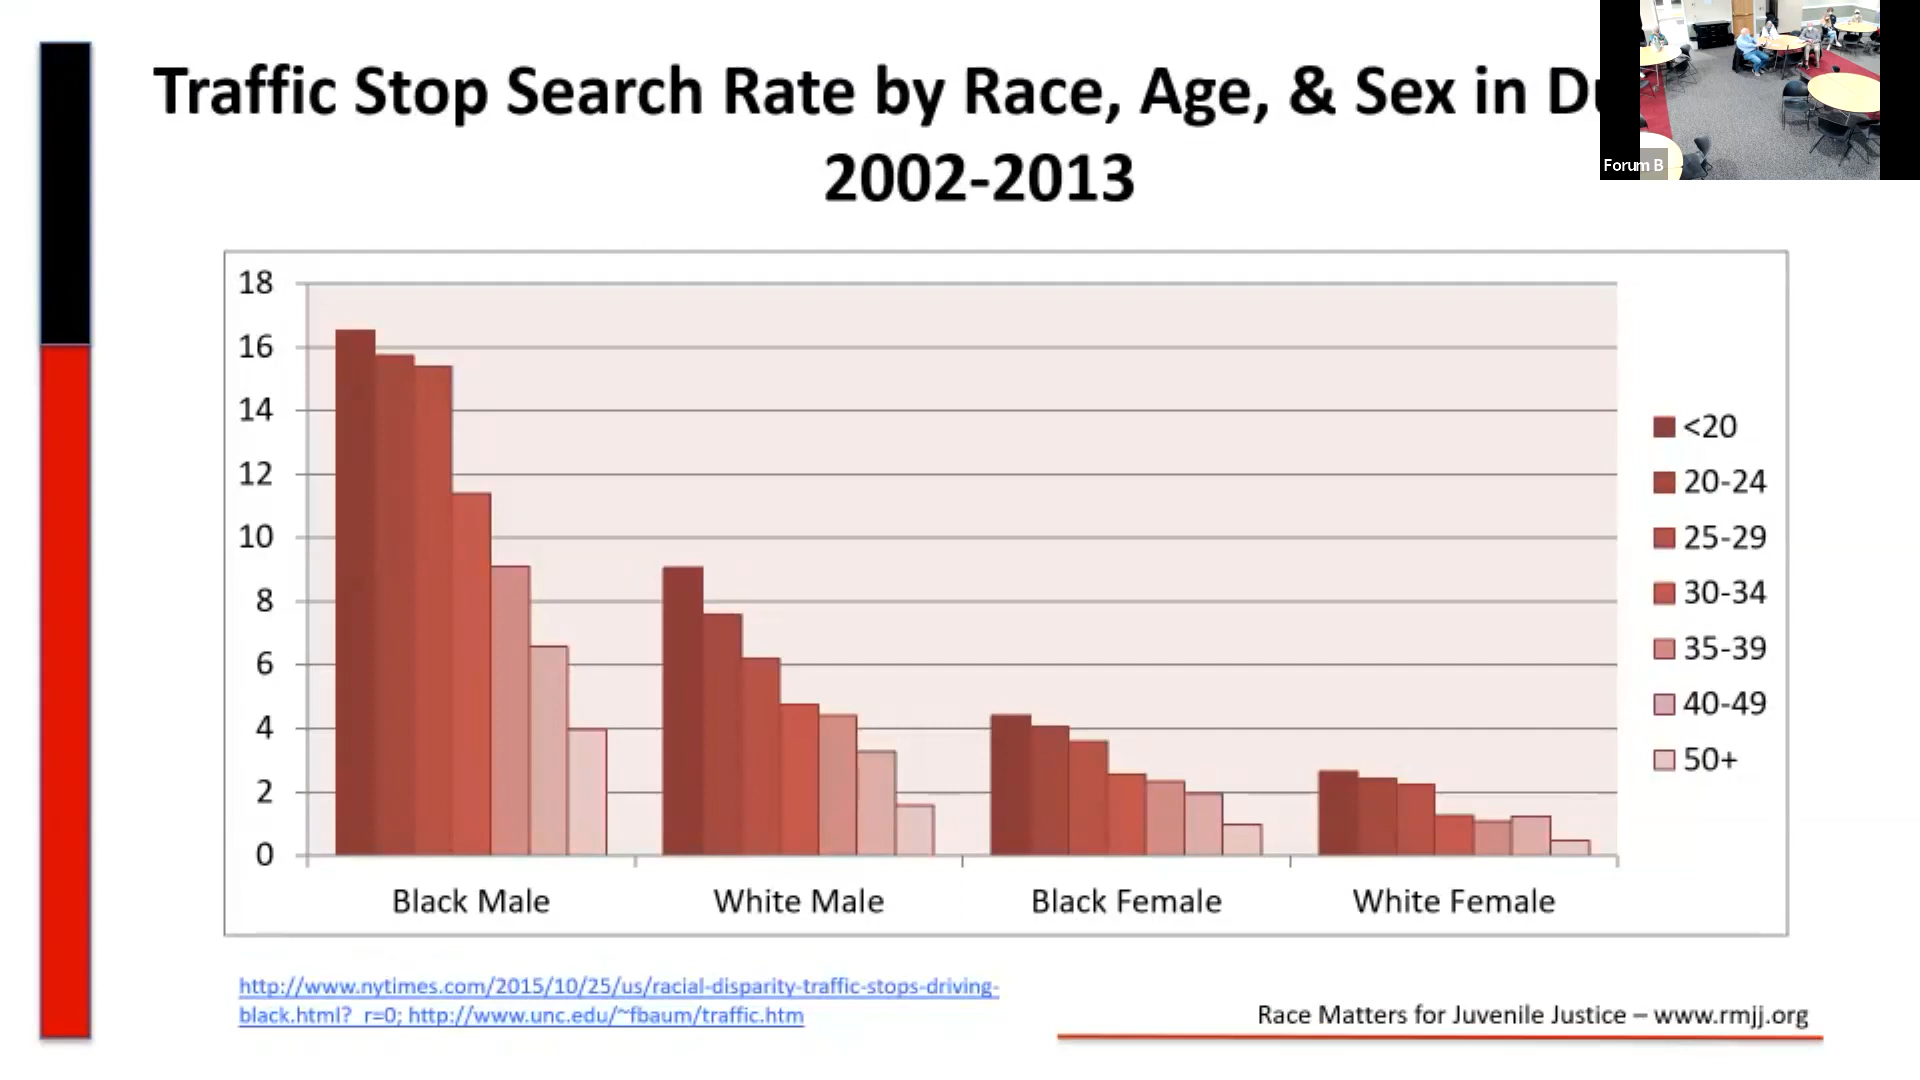 Traffic Stop Search Rate by Race, Age, & Sex in
2002-2013
Forum B
18
16
14
12
10
8
6
4
2
0
<20
20-24
25-29
30-34
35-39
40-49
50+
Black Male
White Male
Black Female
White Female
http://www.nytimes.com/2015/10/25/us/racial-disparity-traffic-stops-driving-
black.html?_r=0; http://www.unc.edu/~fbaum/traffic.htm
Race Matters for Juvenile Justice – www.rmjj.org